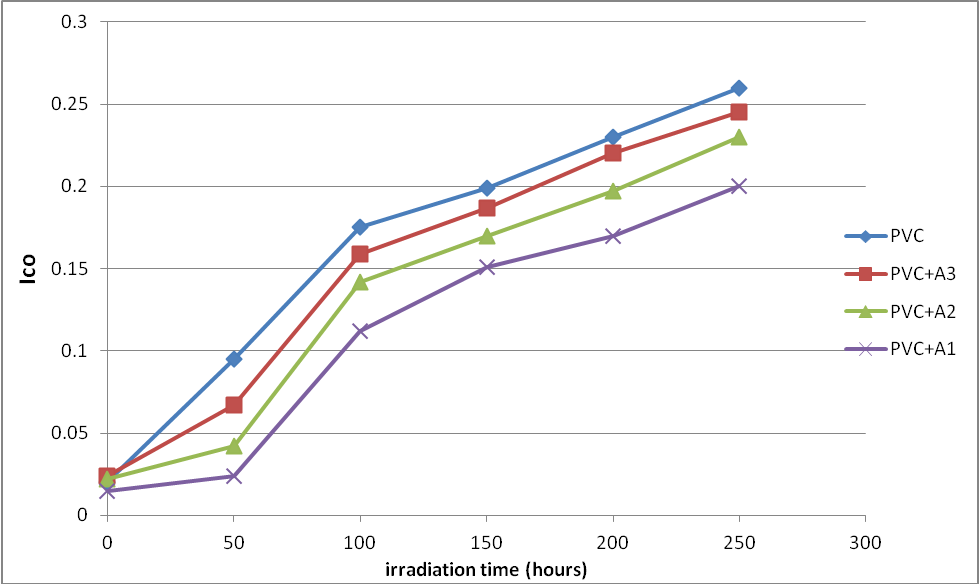 0.3
0.25
0.2
0.15
0.1
0.05
0
Ico
0 50 100 150 200 250 300
irradiation time (hours)
PVC
PVC+A3
PVC+A2
PVC+A1